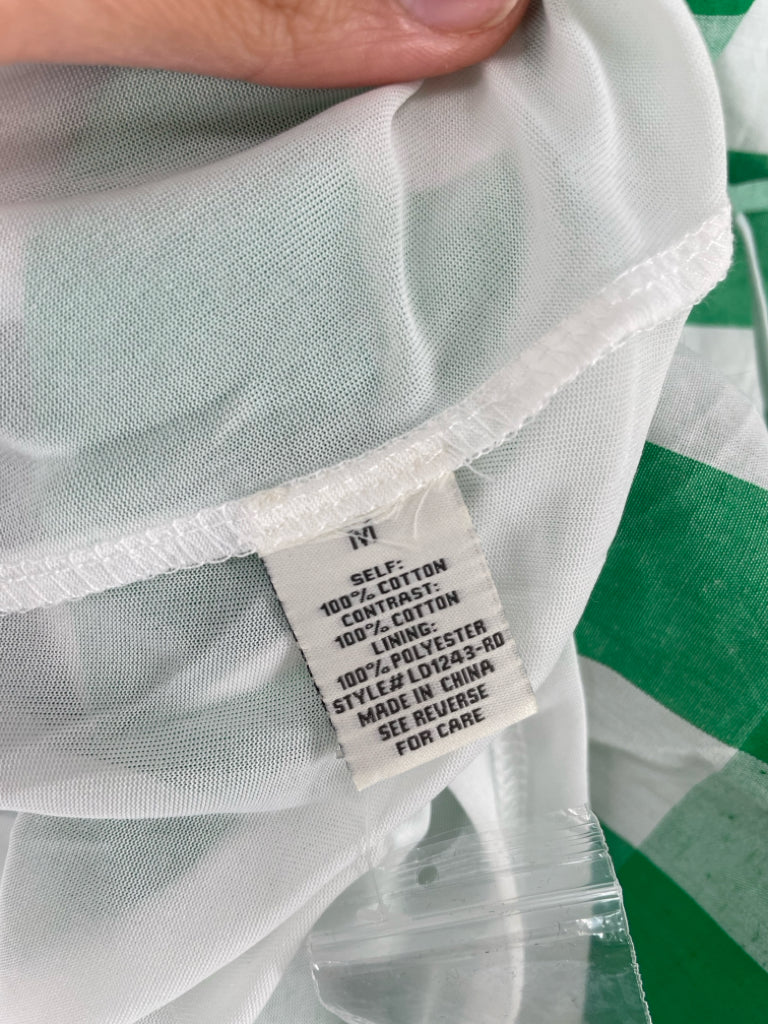 M
SELF:
100% COTTON
CONTRAST:
100% COTTON
LINING:
100% POLYESTER
STYLE# LD1243-RD
MADE IN CHINA
SEE REVERSE
FOR CARE